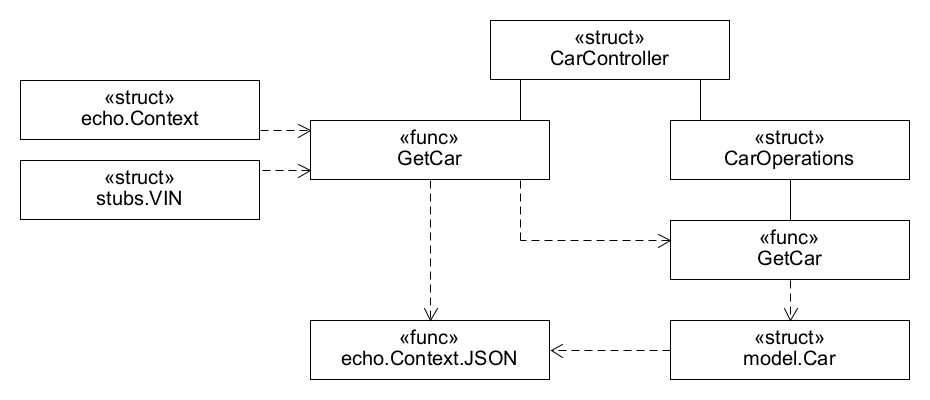 «struct»
CarController
«struct»
echo.Context
«func»
GetCar
«struct»
CarOperations
«struct»
stubs.VIN
«func»
GetCar
«func»
echo.Context.JSON
«struct»
model.Car